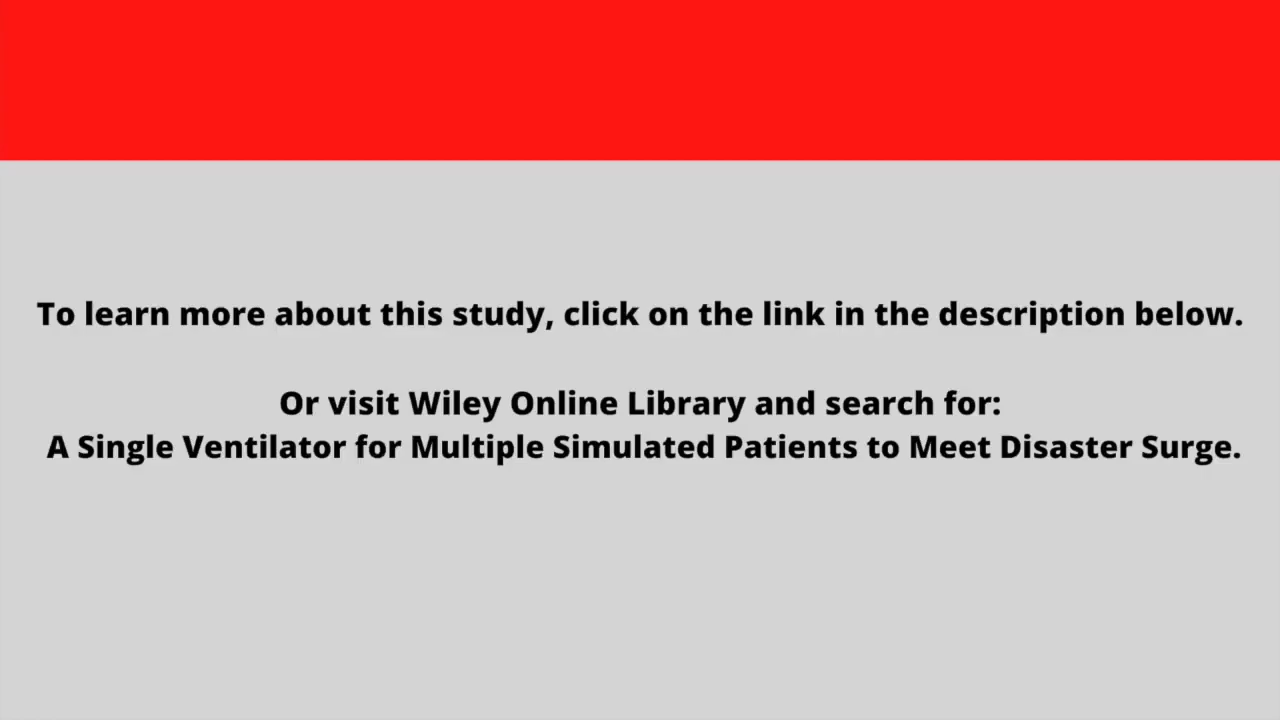 To learn more about this study, click on the link in the description below.
Or visit Wiley Online Library and search for:
A Single Ventilator for Multiple Simulated Patients to Meet Disaster Surge.